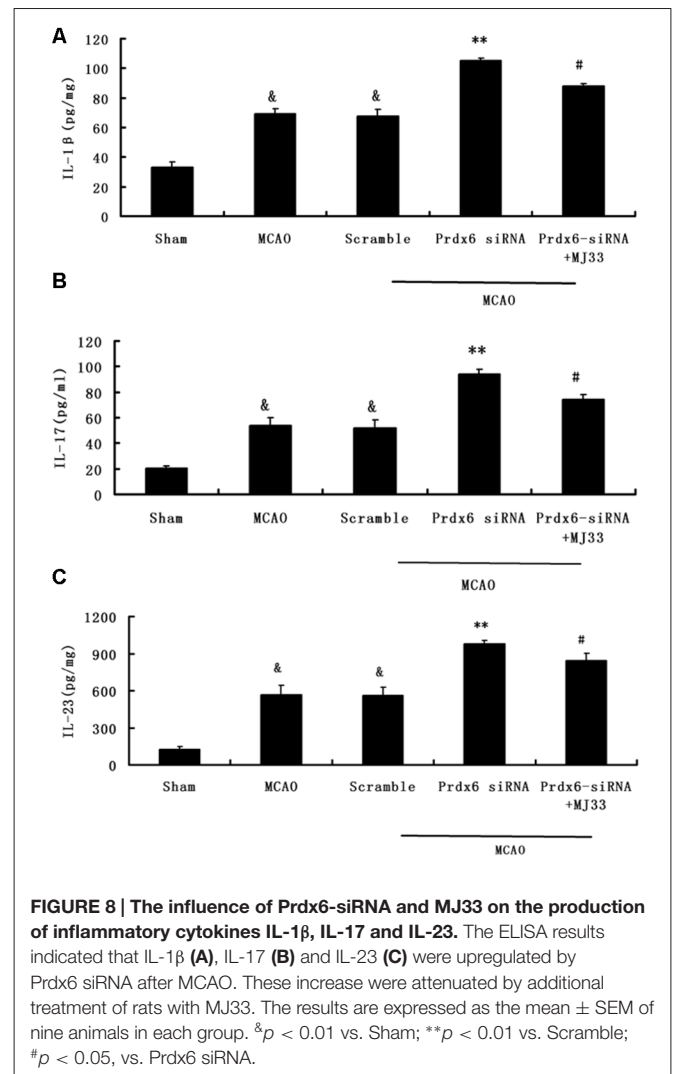 A
120
100
80
60
40
20
0
IL-1β (pg/mg)
&
&
**
#
Sham MCAO Scramble Prdx6 siRNA Prdx6-siRNA
+MJ33
MCAO
B
120
100
80
60
40
20
0
IL-17(pg/ml)
&
&
**
#
Sham MCAO Scramble Prdx6 siRNA Prdx6-siRNA
+MJ33
MCAO
C
1200
900
600
300
0
IL-23(pg/mg)
&
&
**
#
Sham MCAO Scramble Prdx6 siRNA Prdx6-siRNA
+MJ33
MCAO
FIGURE 8 | The influence of Prdx6-siRNA and MJ33 on the production
of inflammatory cytokines IL-1β, IL-17 and IL-23. The ELISA results
indicated that IL-1β (A), IL-17 (B) and IL-23 (C) were upregulated by
Prdx6 siRNA after MCAO. These increase were attenuated by additional
treatment of rats with MJ33. The results are expressed as the mean ± SEM of
nine animals in each group. &p < 0.01 vs. Sham; **p < 0.01 vs. Scramble;
#p < 0.05, vs. Prdx6 siRNA.